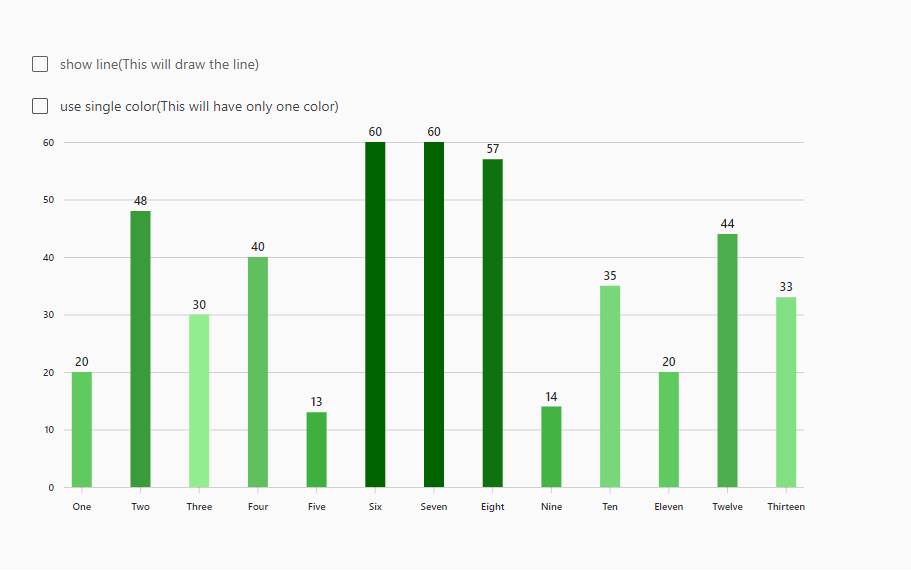 show line(This will draw the line)
use single color(This will have only one color)
60 60
60 57
50 48
44
40 40
35
33
30 30
20 20 20
13 14
10
0
One Two Three Four Five Six Seven Eight Nine Ten Eleven Twelve Thirteen